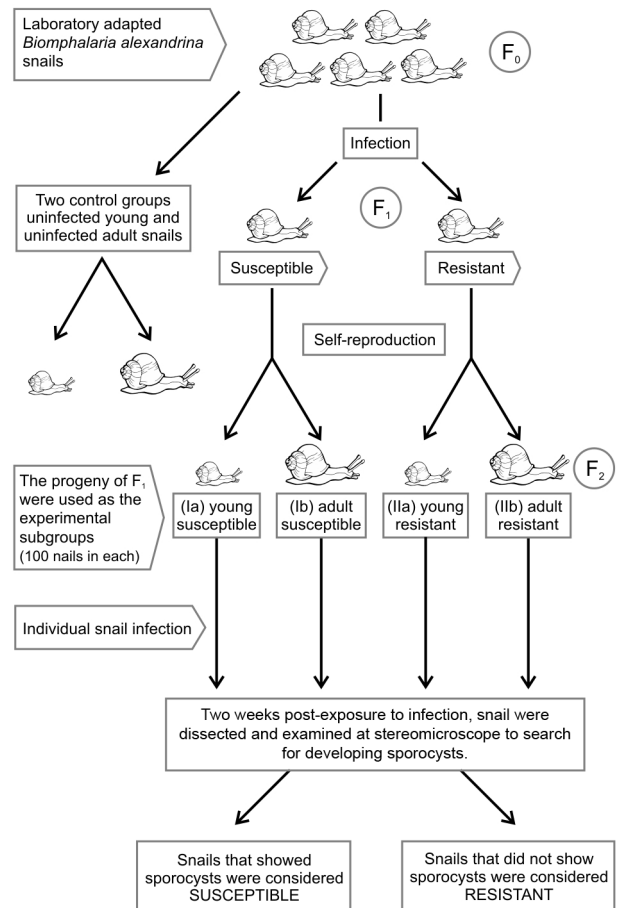 Laboratory adapted
Biomphalaria alexandrina
snails
F₀
Infection
Two control groups
uninfected young and
uninfected adult snails
F₁
Susceptible
Resistant
Self-reproduction
The progeny of F₁
were used as the
experimental
subgroups
(100 nails in each)
(Ia) young
susceptible
(Ib) adult
susceptible
(IIa) young
resistant
(IIb) adult
resistant
F₂
Individual snail infection
Two weeks post-exposure to infection, snail were
dissected and examined at stereomicroscope to search
for developing sporocysts.
Snails that showed
sporocysts were considered
SUSCEPTIBLE
Snails that did not show
sporocysts were considered
RESISTANT